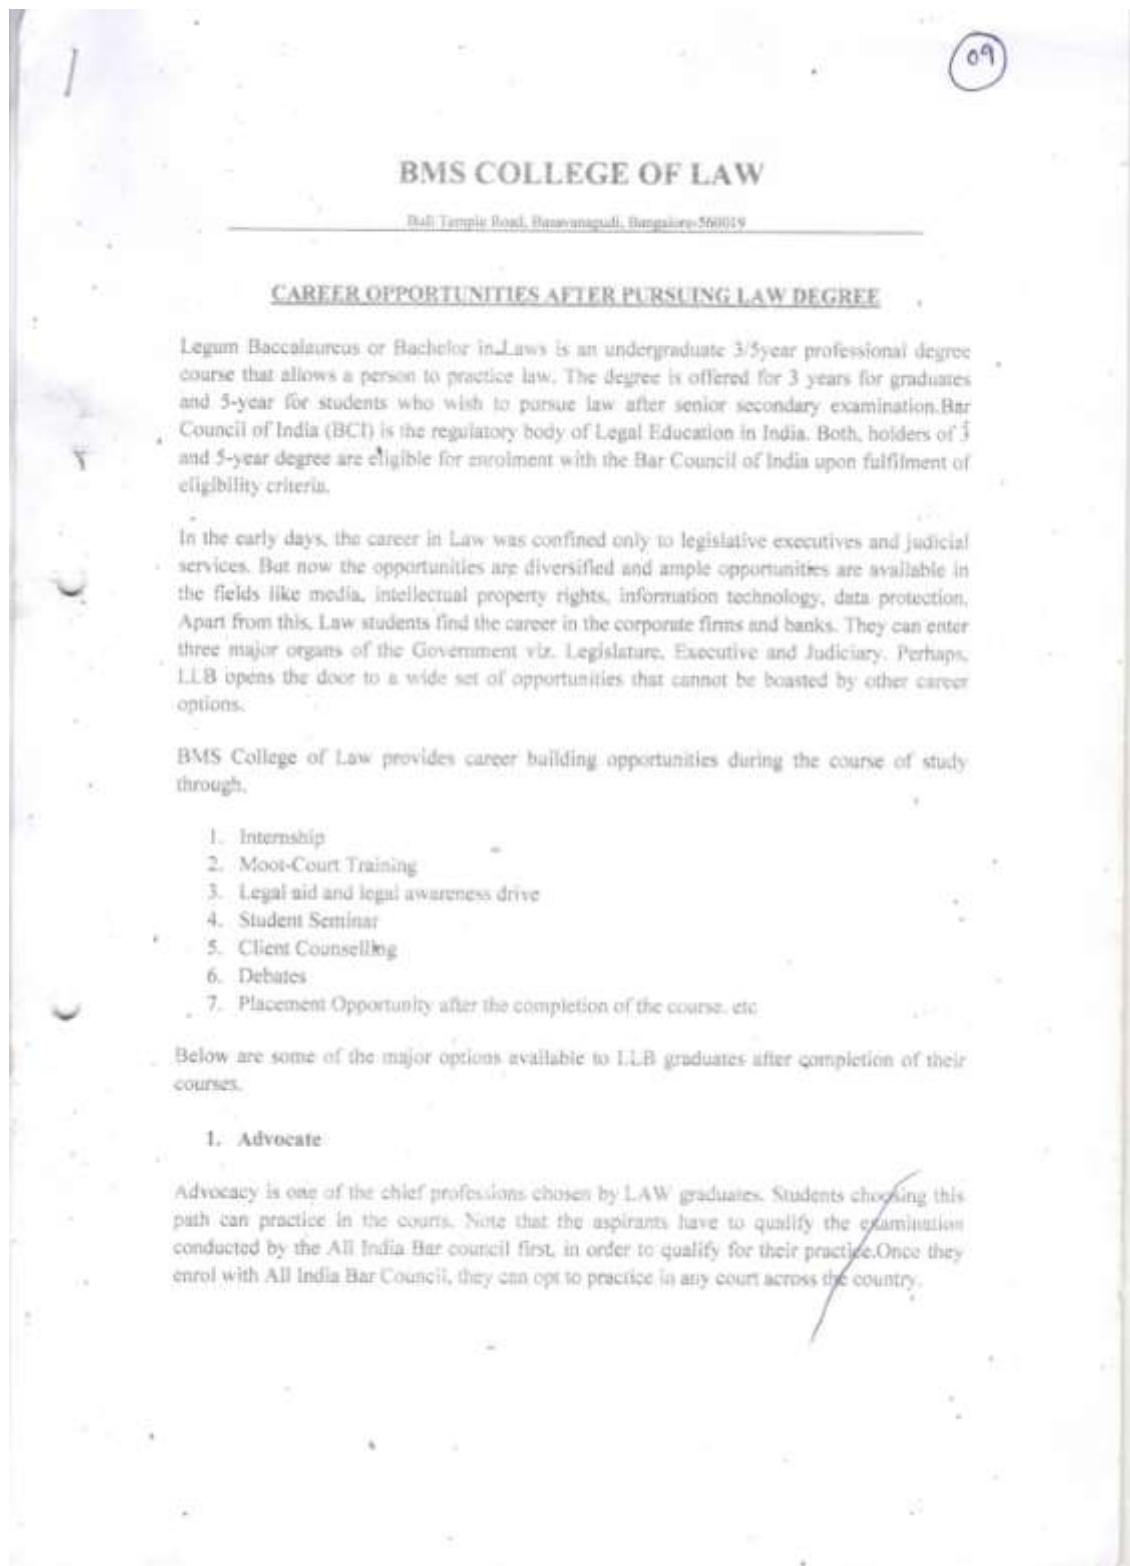 09
BMS COLLEGE OF LAW
Bull Temple Road, Basavanagudi, Bangalore-560019
CAREER OPPORTUNITIES AFTER PURSUING LAW DEGREE
Legum Baccalaureus or Bachelor in Laws is an undergraduate 3/5year professional degree
course that allows a person to practice law. The degree is offered for 3 years for graduates
and 5-year for students who wish to pursue law after senior secondary examination.Bar
Council of India (BCI) is the regulatory body of Legal Education in India. Both, holders of 3
and 5-year degree are eligible for enrolment with the Bar Council of India upon fulfilment of
eligibility criteria.
In the early days, the career in Law was confined only to legislative executives and judicial
services. But now the opportunities are diversified and ample opportunities are available in
the fields like media, intellectual property rights, information technology, data protection.
Apart from this, Law students find the career in the corporate firms and banks. They can enter
three major organs of the Government viz. Legislature, Executive and Judiciary. Perhaps,
LLB opens the door to a wide set of opportunities that cannot be boasted by other career
options.
BMS College of Law provides career building opportunities during the course of study
through,
1. Internship
2. Moot-Court Training
3. Legal aid and legal awareness drive
4. Student Seminar
5. Client Counselling
6. Debates
7. Placement Opportunity after the completion of the course. etc
Below are some of the major options available to LLB graduates after completion of their
courses.
1. Advocate
Advocacy is one of the chief professions chosen by LAW graduates. Students choosing this
path can practice in the courts. Note that the aspirants have to qualify the examination
conducted by the All India Bar council first, in order to qualify for their practice.Once they
enrol with All India Bar Council, they can opt to practice in any court across the country.